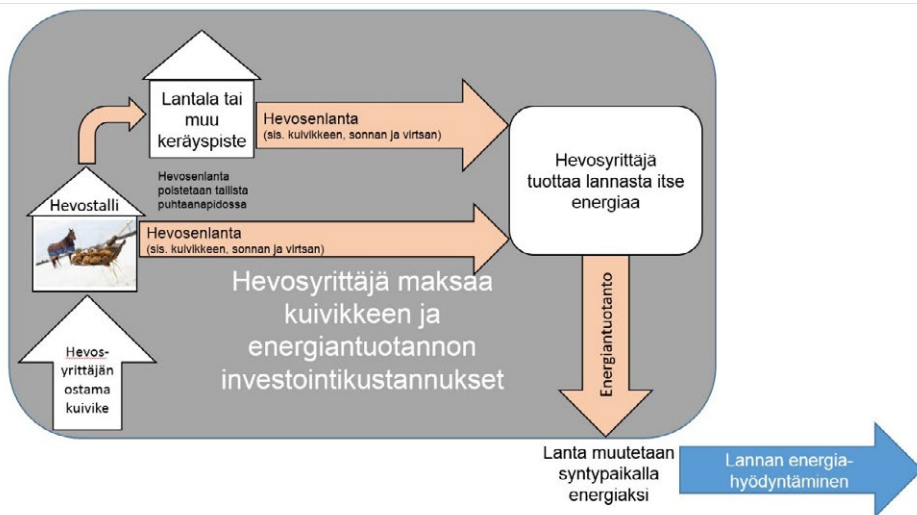 Lantala tai
muu
keräyspiste
Hevosenlanta
(sis. kuivikkeen, sonnan ja virtsan)
Hevosyrittäjä
tuottaa lannasta itse
energiaa
Hevosenlanta
poistetaan tallista
puhtaanapidossa
Hevostalli
Hevosenlanta
(sis. kuivikkeen, sonnan ja virtsan)
Hevosyrittäjä maksaa
kuivikkeen ja
energiantuotannon
investointikustannukset
Energiantuotanto
Hevos-
yrittäjän
ostama
kuivike
Lanta muutetaan
syntypaikalla
energiaksi
Lannan energia-
hyödyntäminen